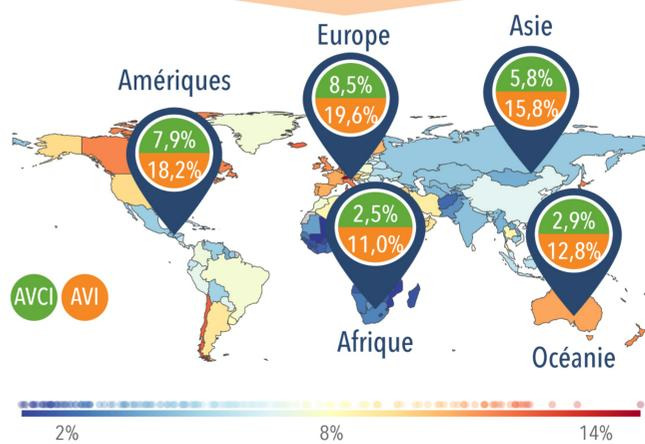 Europe
Asie
Amériques
8,5%
19,6%
5,8%
15,8%
7,9%
18,2%
2,5%
11,0%
2,9%
12,8%
AVCI
AVI
Afrique
Océanie
2%
8%
14%